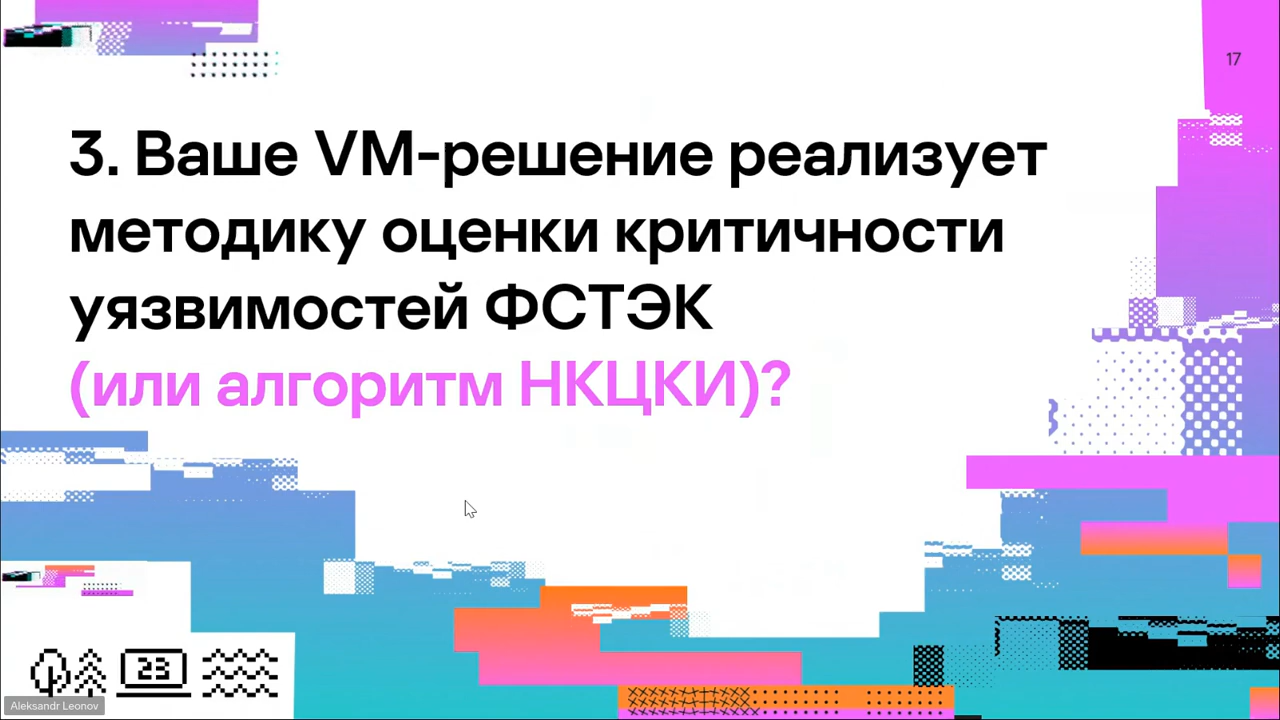 17
3. Ваше VM-решение реализует
методику оценки критичности
уязвимостей ФСТЭК
(или алгоритм НКЦКИ)?
23
Aleksandr Leonov